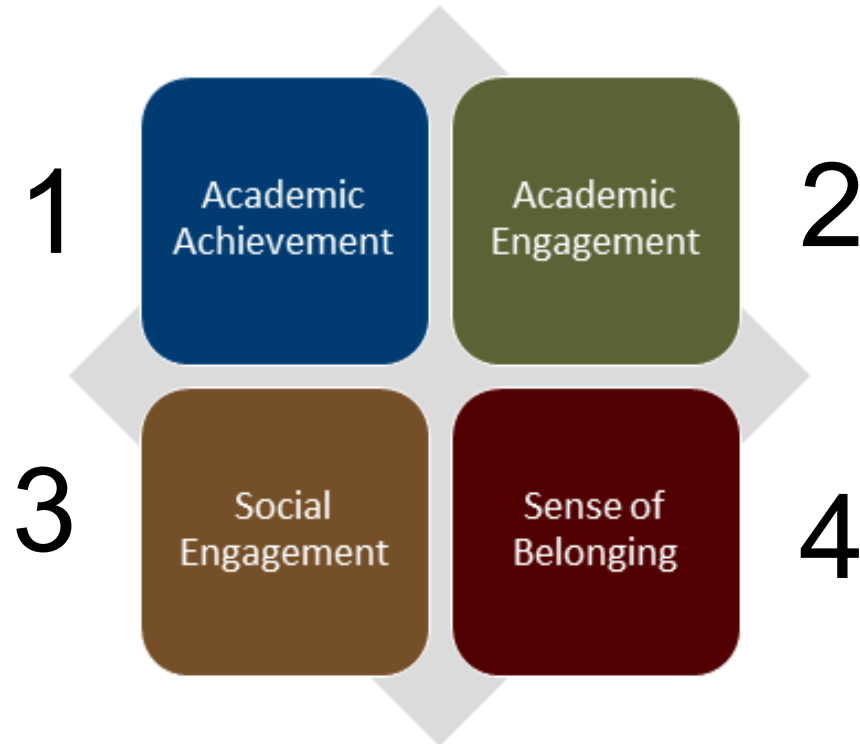 1
Academic
Achievement
Academic
Engagement
2
3
Social
Engagement
Sense of
Belonging
4